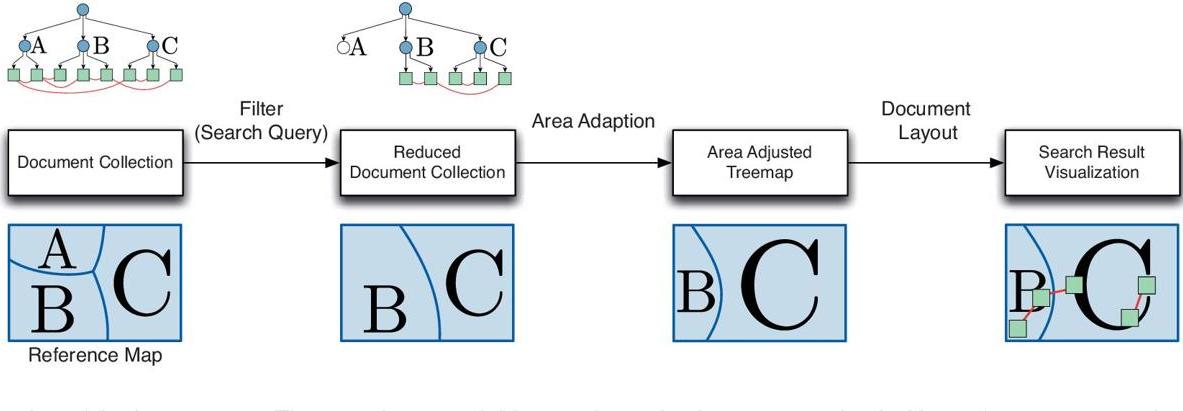 A B C
A B C
Filter
(Search Query)
Area Adaption
Document
Layout
Document Collection
Reduced
Document Collection
Area Adjusted
Treemap
Search Result
Visualization
A
B
C
B
C
B
C
B
C
Reference Map